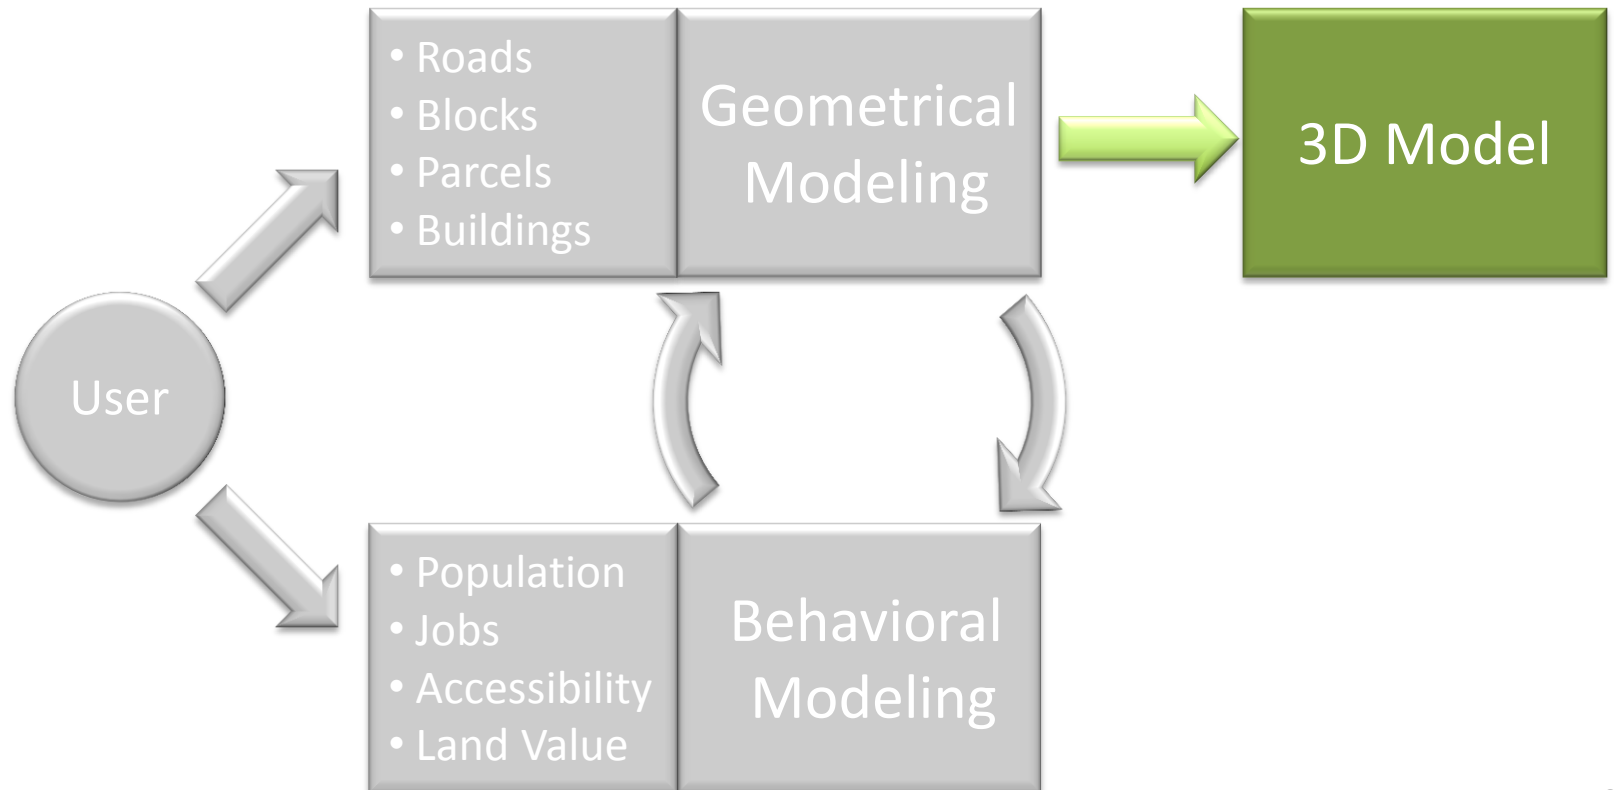 • Roads
• Blocks
• Parcels
• Buildings
Geometrical
Modeling
3D Model
User
• Population
• Jobs
• Accessibility
• Land Value
Behavioral
Modeling